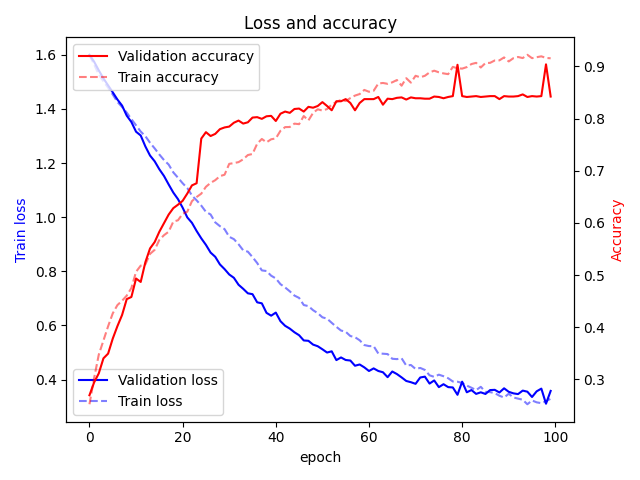 Loss and accuracy
1.6
1.4
1.2
1.0
0.8
0.6
0.4
Train loss
Validation accuracy
Train accuracy
Validation loss
Train loss
0.9
0.8
0.7
0.6
0.5
0.4
0.3
Accuracy
0 20 40 60 80 100
epoch